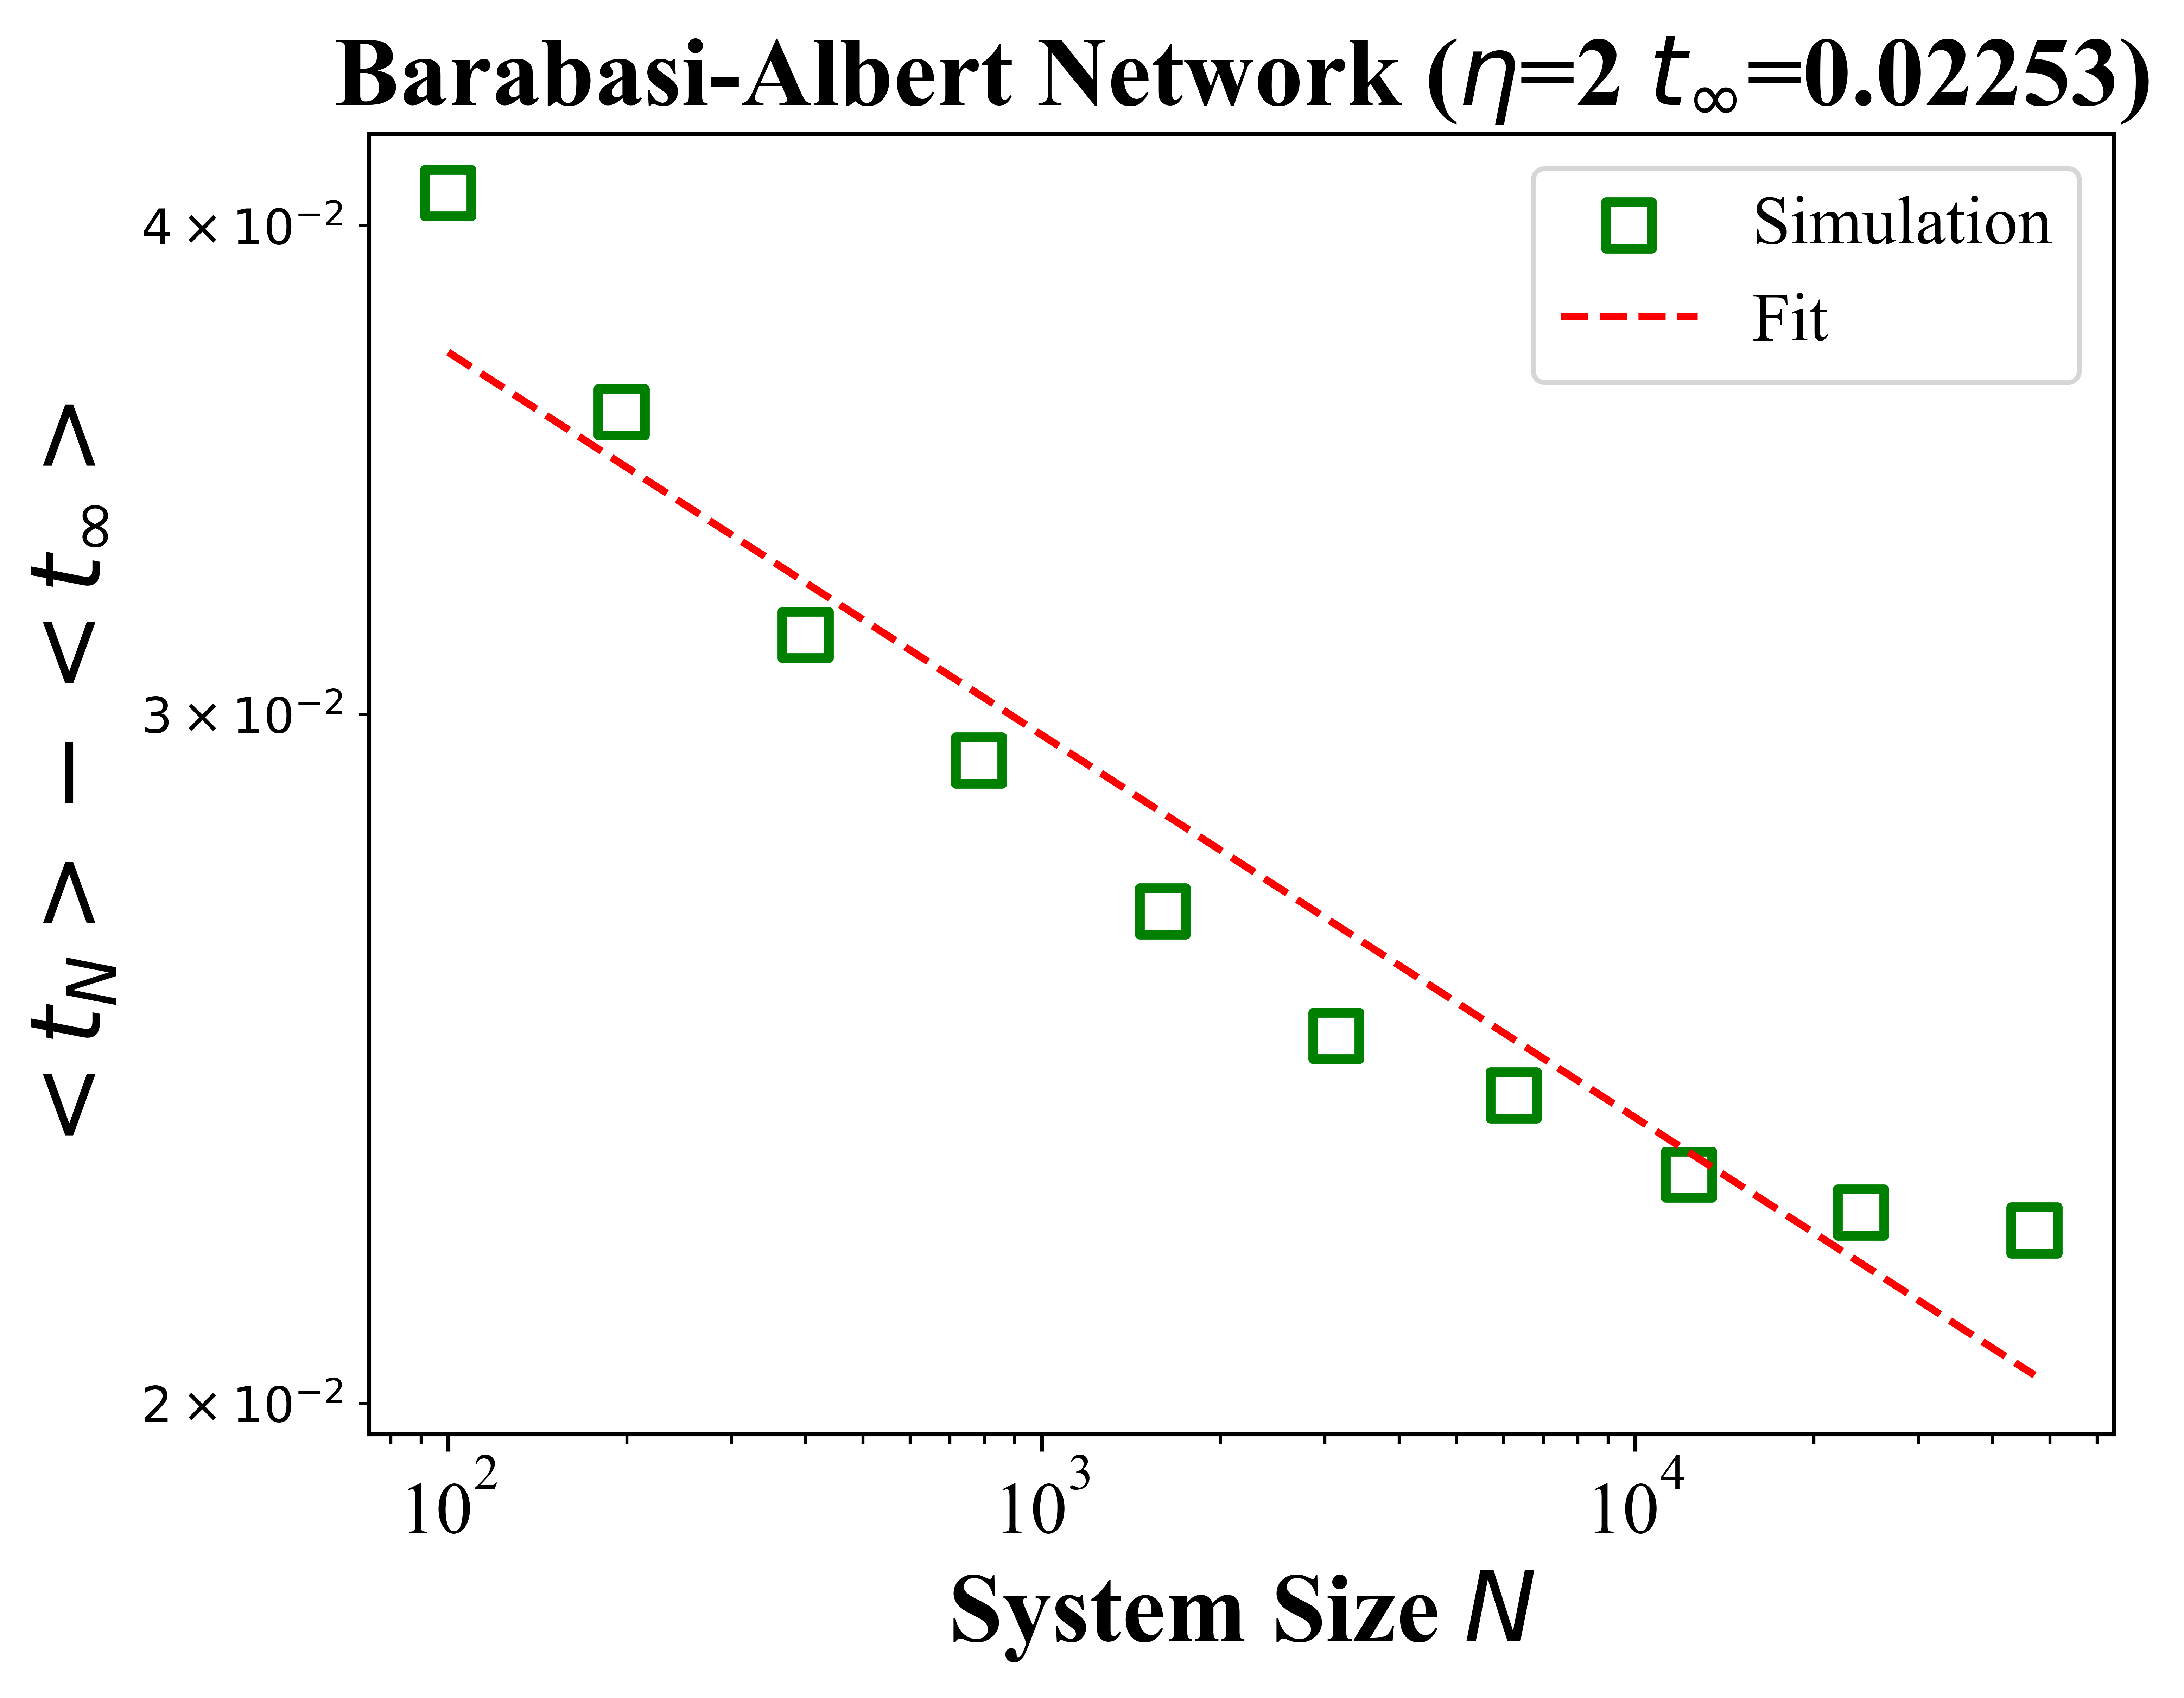 Barabasi-Albert Network (η=2 t∞=0.02253)
Simulation
Fit
4×10⁻²
3×10⁻²
2×10⁻²
<t_N>−<t∞>
10² 10³ 10⁴
System Size N